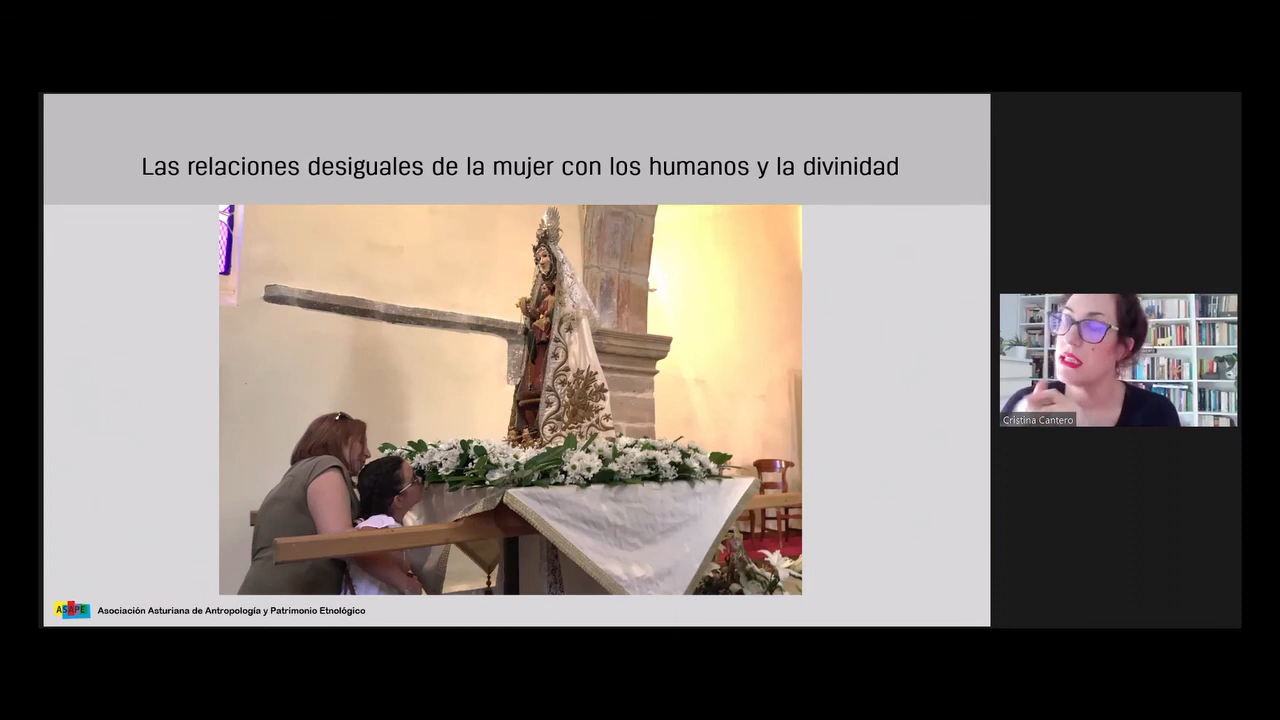 Las relaciones desiguales de la mujer con los humanos y la divinidad
Cristina Cantero
ASAPE
Asociación Asturiana de Antropología y Patrimonio Etnológico